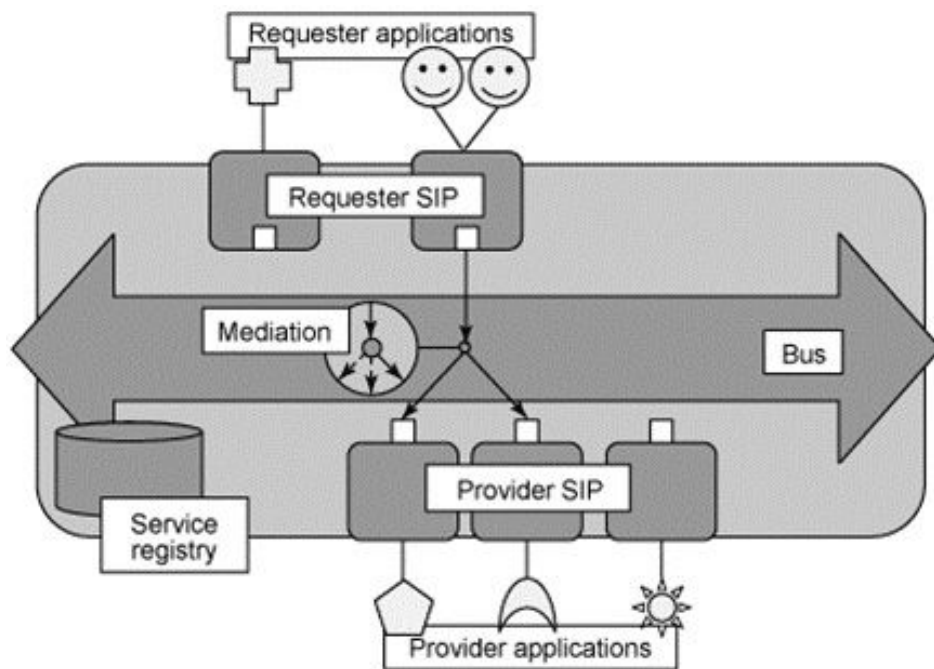 Requester applications
Requester SIP
Mediation
Bus
Provider SIP
Service
registry
Provider applications